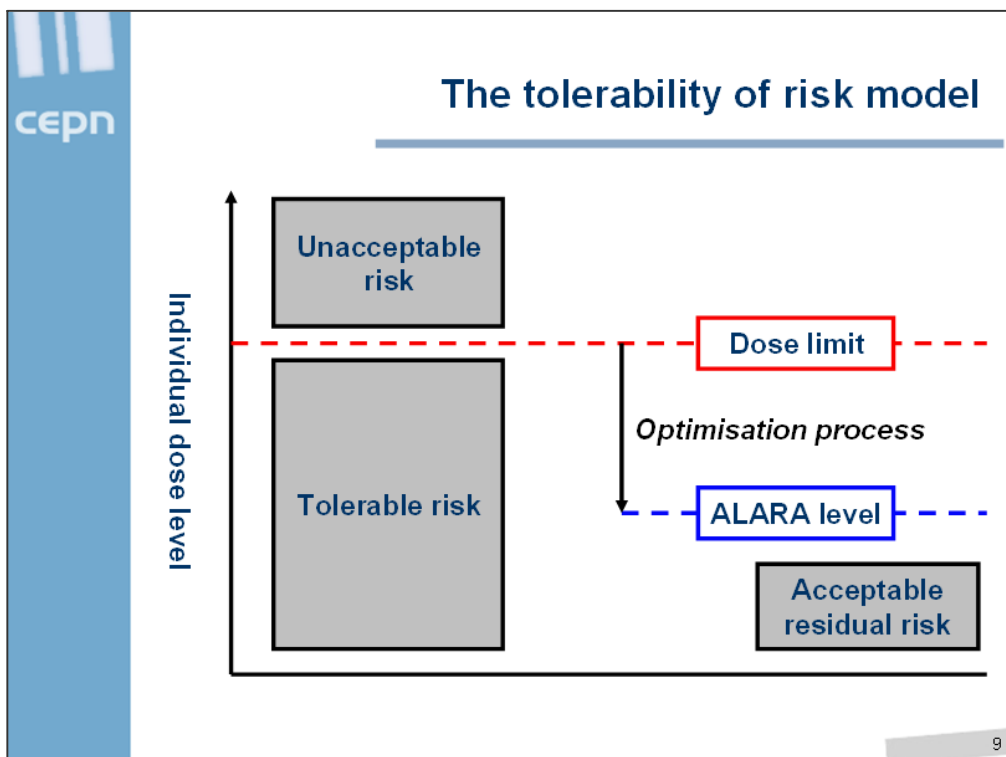 cepn
The tolerability of risk model
Individual dose level
Unacceptable
risk
Dose limit
Optimisation process
Tolerable risk
ALARA level
Acceptable
residual risk
9